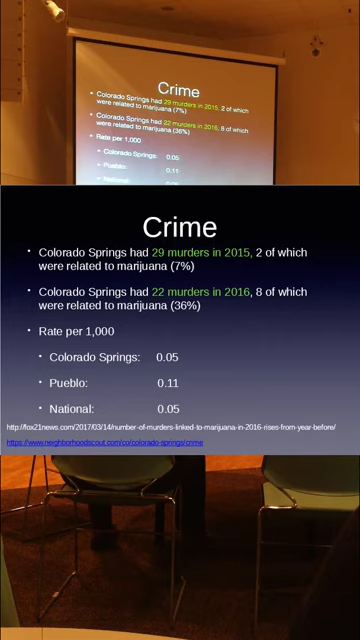 Crime
• Colorado Springs had 29 murders in 2015, 2 of which
were related to marijuana (7%)
• Colorado Springs had 22 murders in 2016, 8 of which
were related to marijuana (36%)
• Rate per 1,000
• Colorado Springs: 0.05
• Pueblo: 0.11
• National:
Crime
• Colorado Springs had 29 murders in 2015, 2 of which
were related to marijuana (7%)
• Colorado Springs had 22 murders in 2016, 8 of which
were related to marijuana (36%)
• Rate per 1,000
• Colorado Springs: 0.05
• Pueblo: 0.11
• National: 0.05
http://fox21news.com/2017/03/14/number-of-murders-linked-to-marijuana-in-2016-rises-from-year-before/
https://www.neighborhoodscout.com/co/colorado-springs/crime